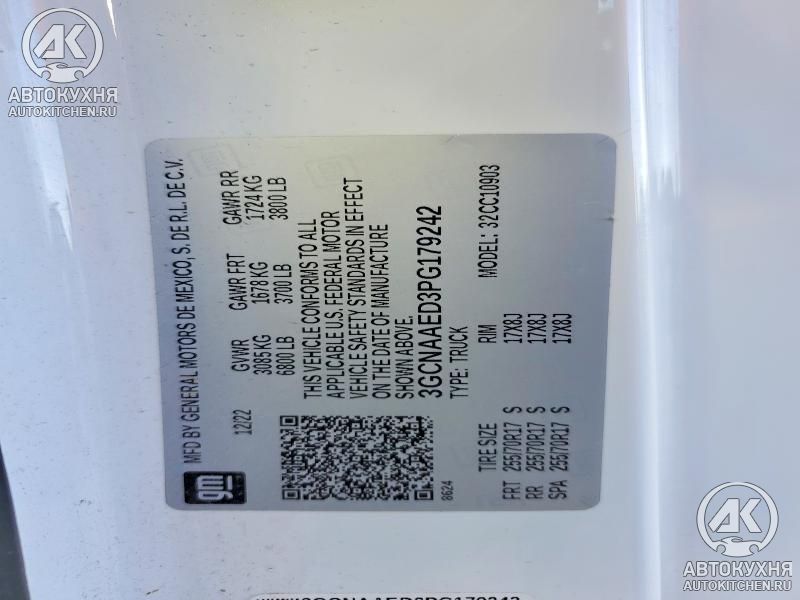 AK
АВТОКУХНЯ
AUTOKITCHEN.RU
MFD BY GENERAL MOTORS DE MEXICO, S. DE R.L. DE C.V.
gm
12/22
GVWR GAWR FRT GAWR RR
3085 KG 1678 KG 1724 KG
6800 LB 3700 LB 3800 LB
THIS VEHICLE CONFORMS TO ALL
APPLICABLE U.S. FEDERAL MOTOR
VEHICLE SAFETY STANDARDS IN EFFECT
ON THE DATE OF MANUFACTURE
SHOWN ABOVE.
3GCNAAED3PG179242
TYPE: TRUCK
8624
MODEL: 32CC10903
TIRE SIZE RIM
FRT 255/70R17 S 17X8J
RR 255/70R17 S 17X8J
SPA 255/70R17 S 17X8J
AK
АВТОКУХНЯ
AUTOKITCHEN.RU